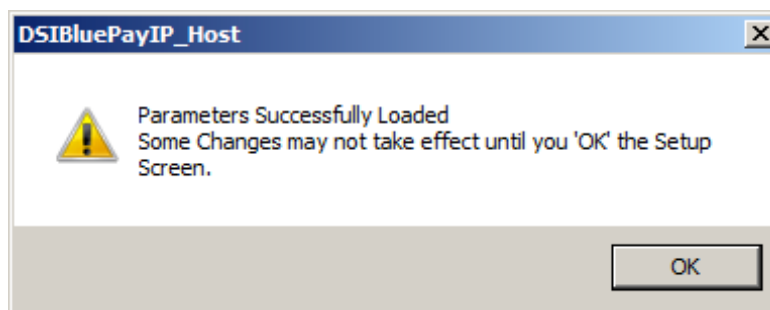 DSIBluePayIP_Host
Parameters Successfully Loaded
Some Changes may not take effect until you 'OK' the Setup
Screen.
OK